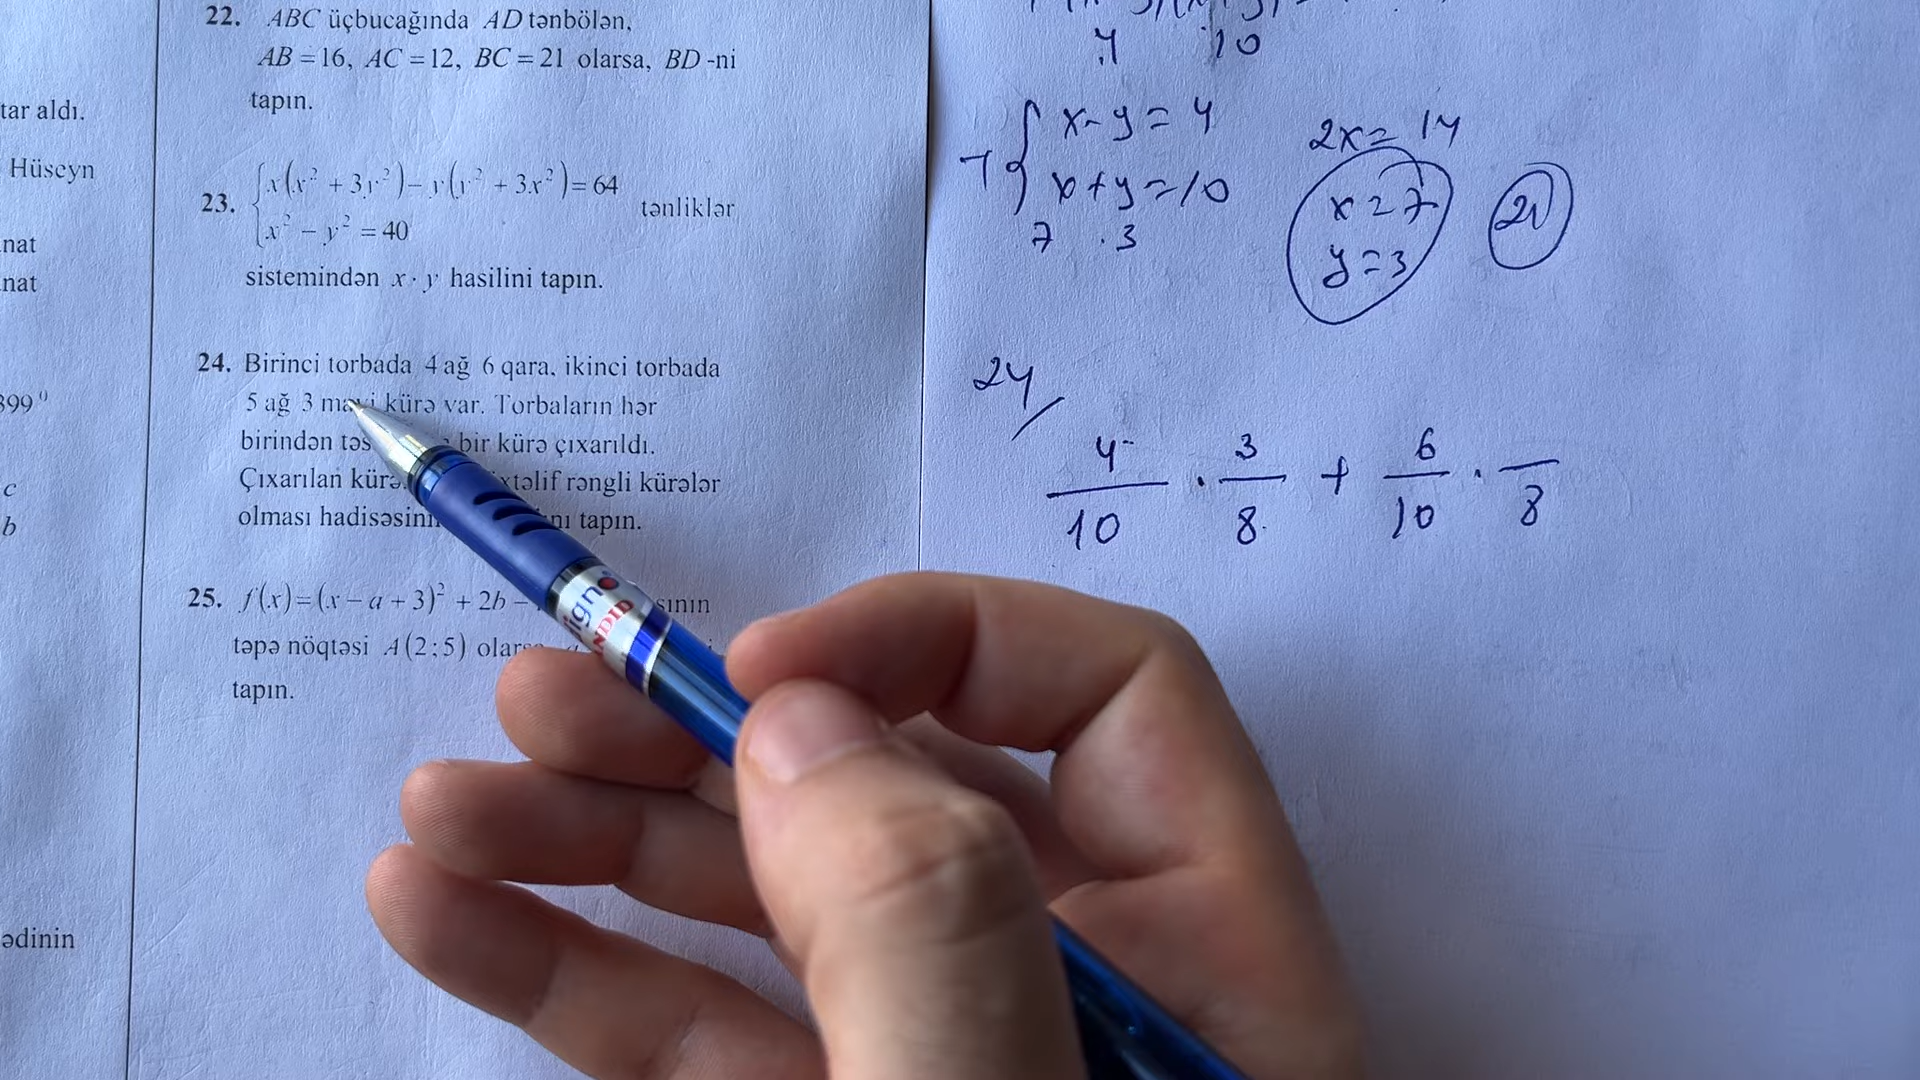 tar aldı.
Hüseyn
nat
nat
399⁰
c
b
ədinin
22. ABC üçbucağında AD tənbölən,
AB = 16, AC = 12, BC = 21 olarsa, BD -ni
tapın.
23. {x(x² + 3y²) − y(y² + 3x²) = 64
{x² − y² = 40
tənliklər
sistemindən x · y hasilini tapın.
24. Birinci torbada 4 ağ 6 qara, ikinci torbada
5 ağ 3 mavi kürə var. Torbaların hər
birindən bir kürə çıxarıldı.
Çıxarılan rəngli kürələr
olması tapın.
25. f(x) = (x − a + 3)² + 2b −
təpə nöqtəsi A(2;5)
tapın.
4 10
{x - y = 4
x + y = 10
7 . 3
2x = 14
x = 7
y = 3
21
24/
4/10 · 3/8 + 6/10 · /8